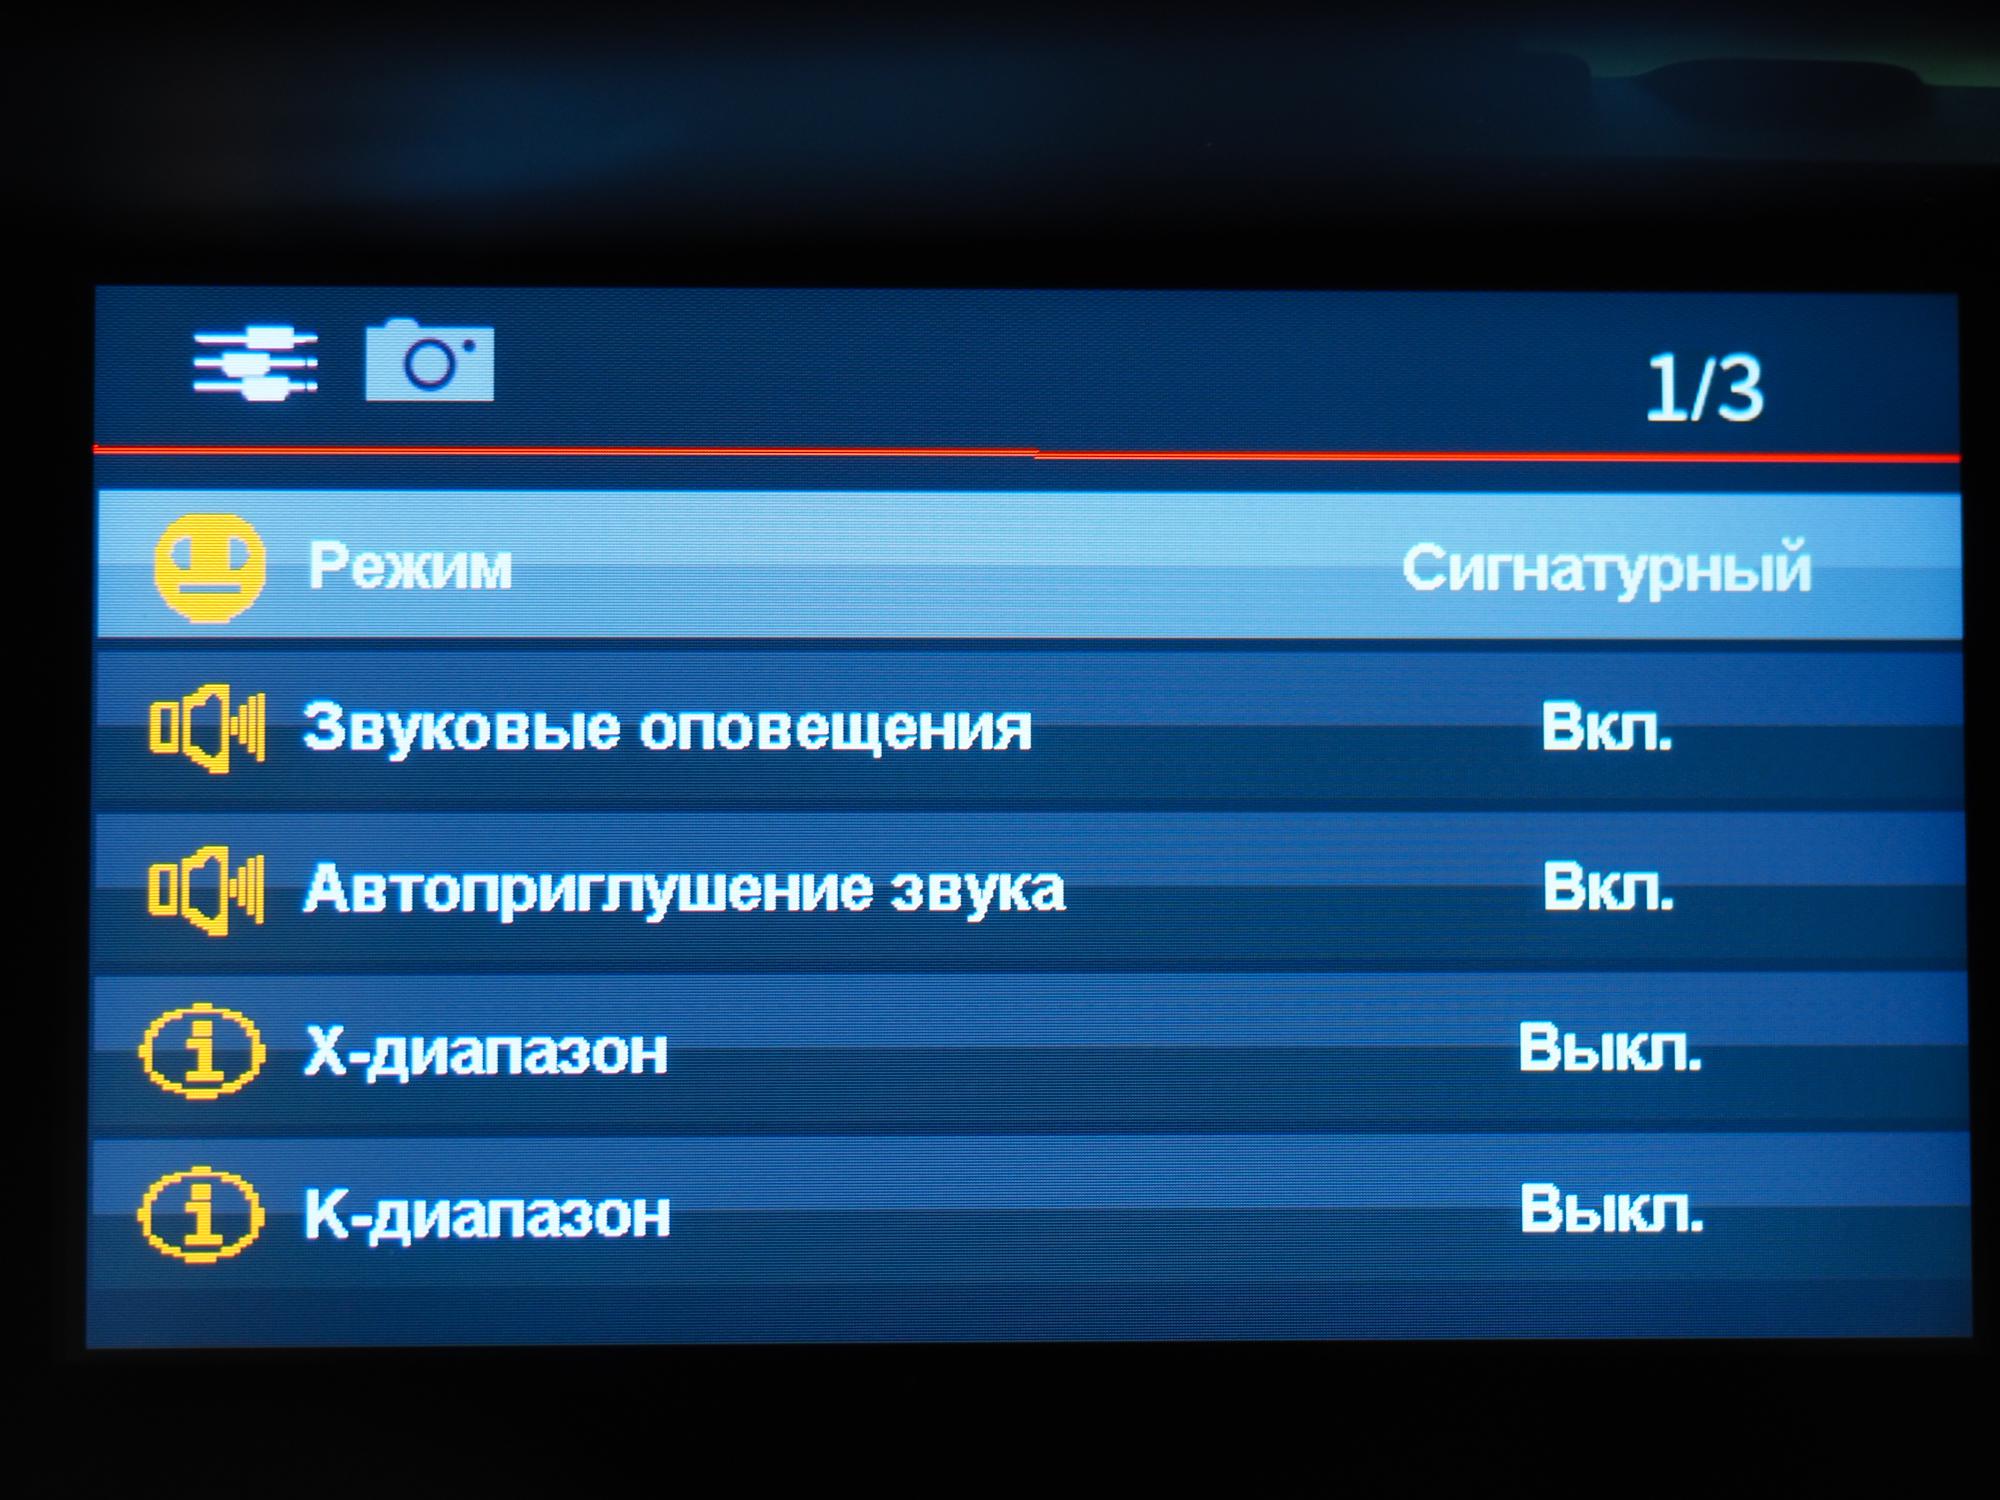 1/3
Режим Сигнатурный
Звуковые оповещения Вкл.
Автоприглушение звука Вкл.
Х-диапазон Выкл.
К-диапазон Выкл.